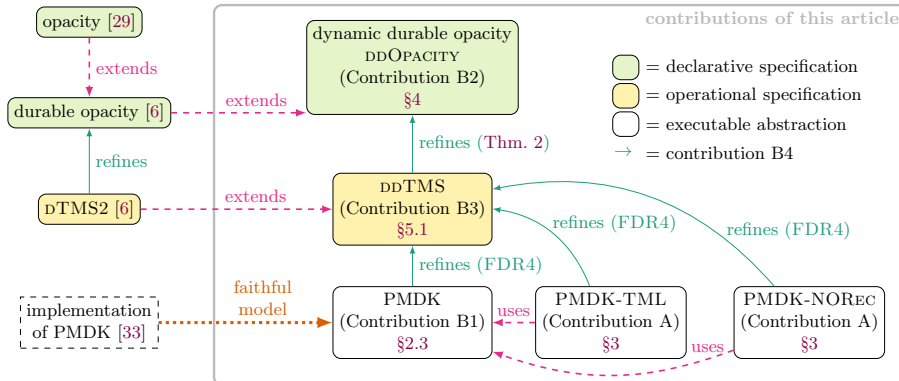 opacity [29]
contributions of this article
extends
durable opacity [6]
extends
dynamic durable opacity
DDOPACITY
(Contribution B2)
§4
= declarative specification
= operational specification
= executable abstraction
→ = contribution B4
refines
refines (Thm. 2)
DTMS2 [6]
extends
DDTMS
(Contribution B3)
§5.1
refines (FDR4)
refines (FDR4)
refines (FDR4)
implementation
of PMDK [33]
faithful
model
PMDK
(Contribution B1)
§2.3
uses
PMDK-TML
(Contribution A)
§3
uses
PMDK-NOREC
(Contribution A)
§3